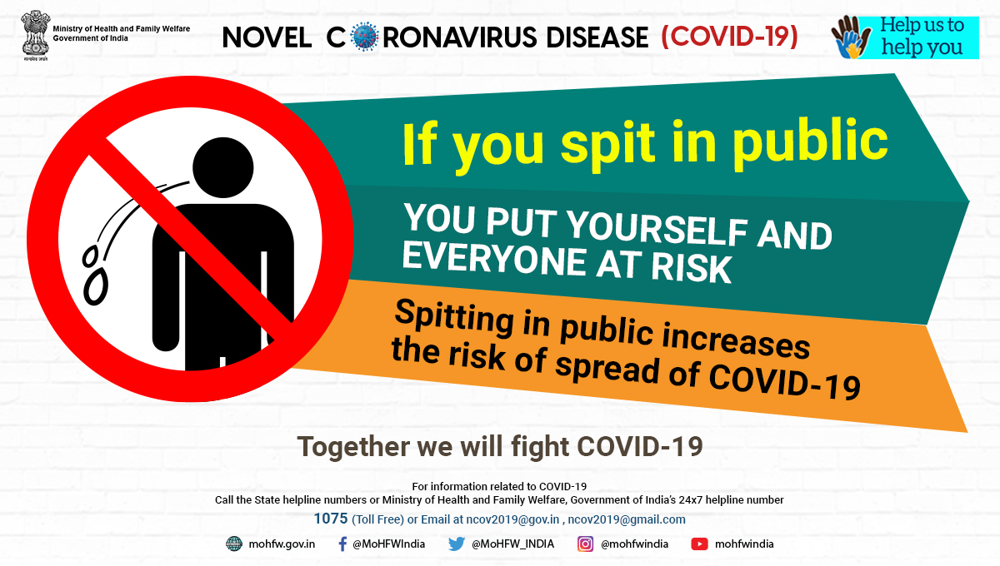 Ministry of Health and Family Welfare
Government of India
सत्यमेव जयते
NOVEL CORONAVIRUS DISEASE (COVID-19)
Help us to
help you
If you spit in public
YOU PUT YOURSELF AND
EVERYONE AT RISK
Spitting in public increases
the risk of spread of COVID-19
Together we will fight COVID-19
For information related to COVID-19
Call the State helpline numbers or Ministry of Health and Family Welfare, Government of India's 24x7 helpline number
1075 (Toll Free) or Email at ncov2019@gov.in , ncov2019@gmail.com
mohfw.gov.in @MoHFWIndia @MoHFW_INDIA @mohfwindia mohfwindia